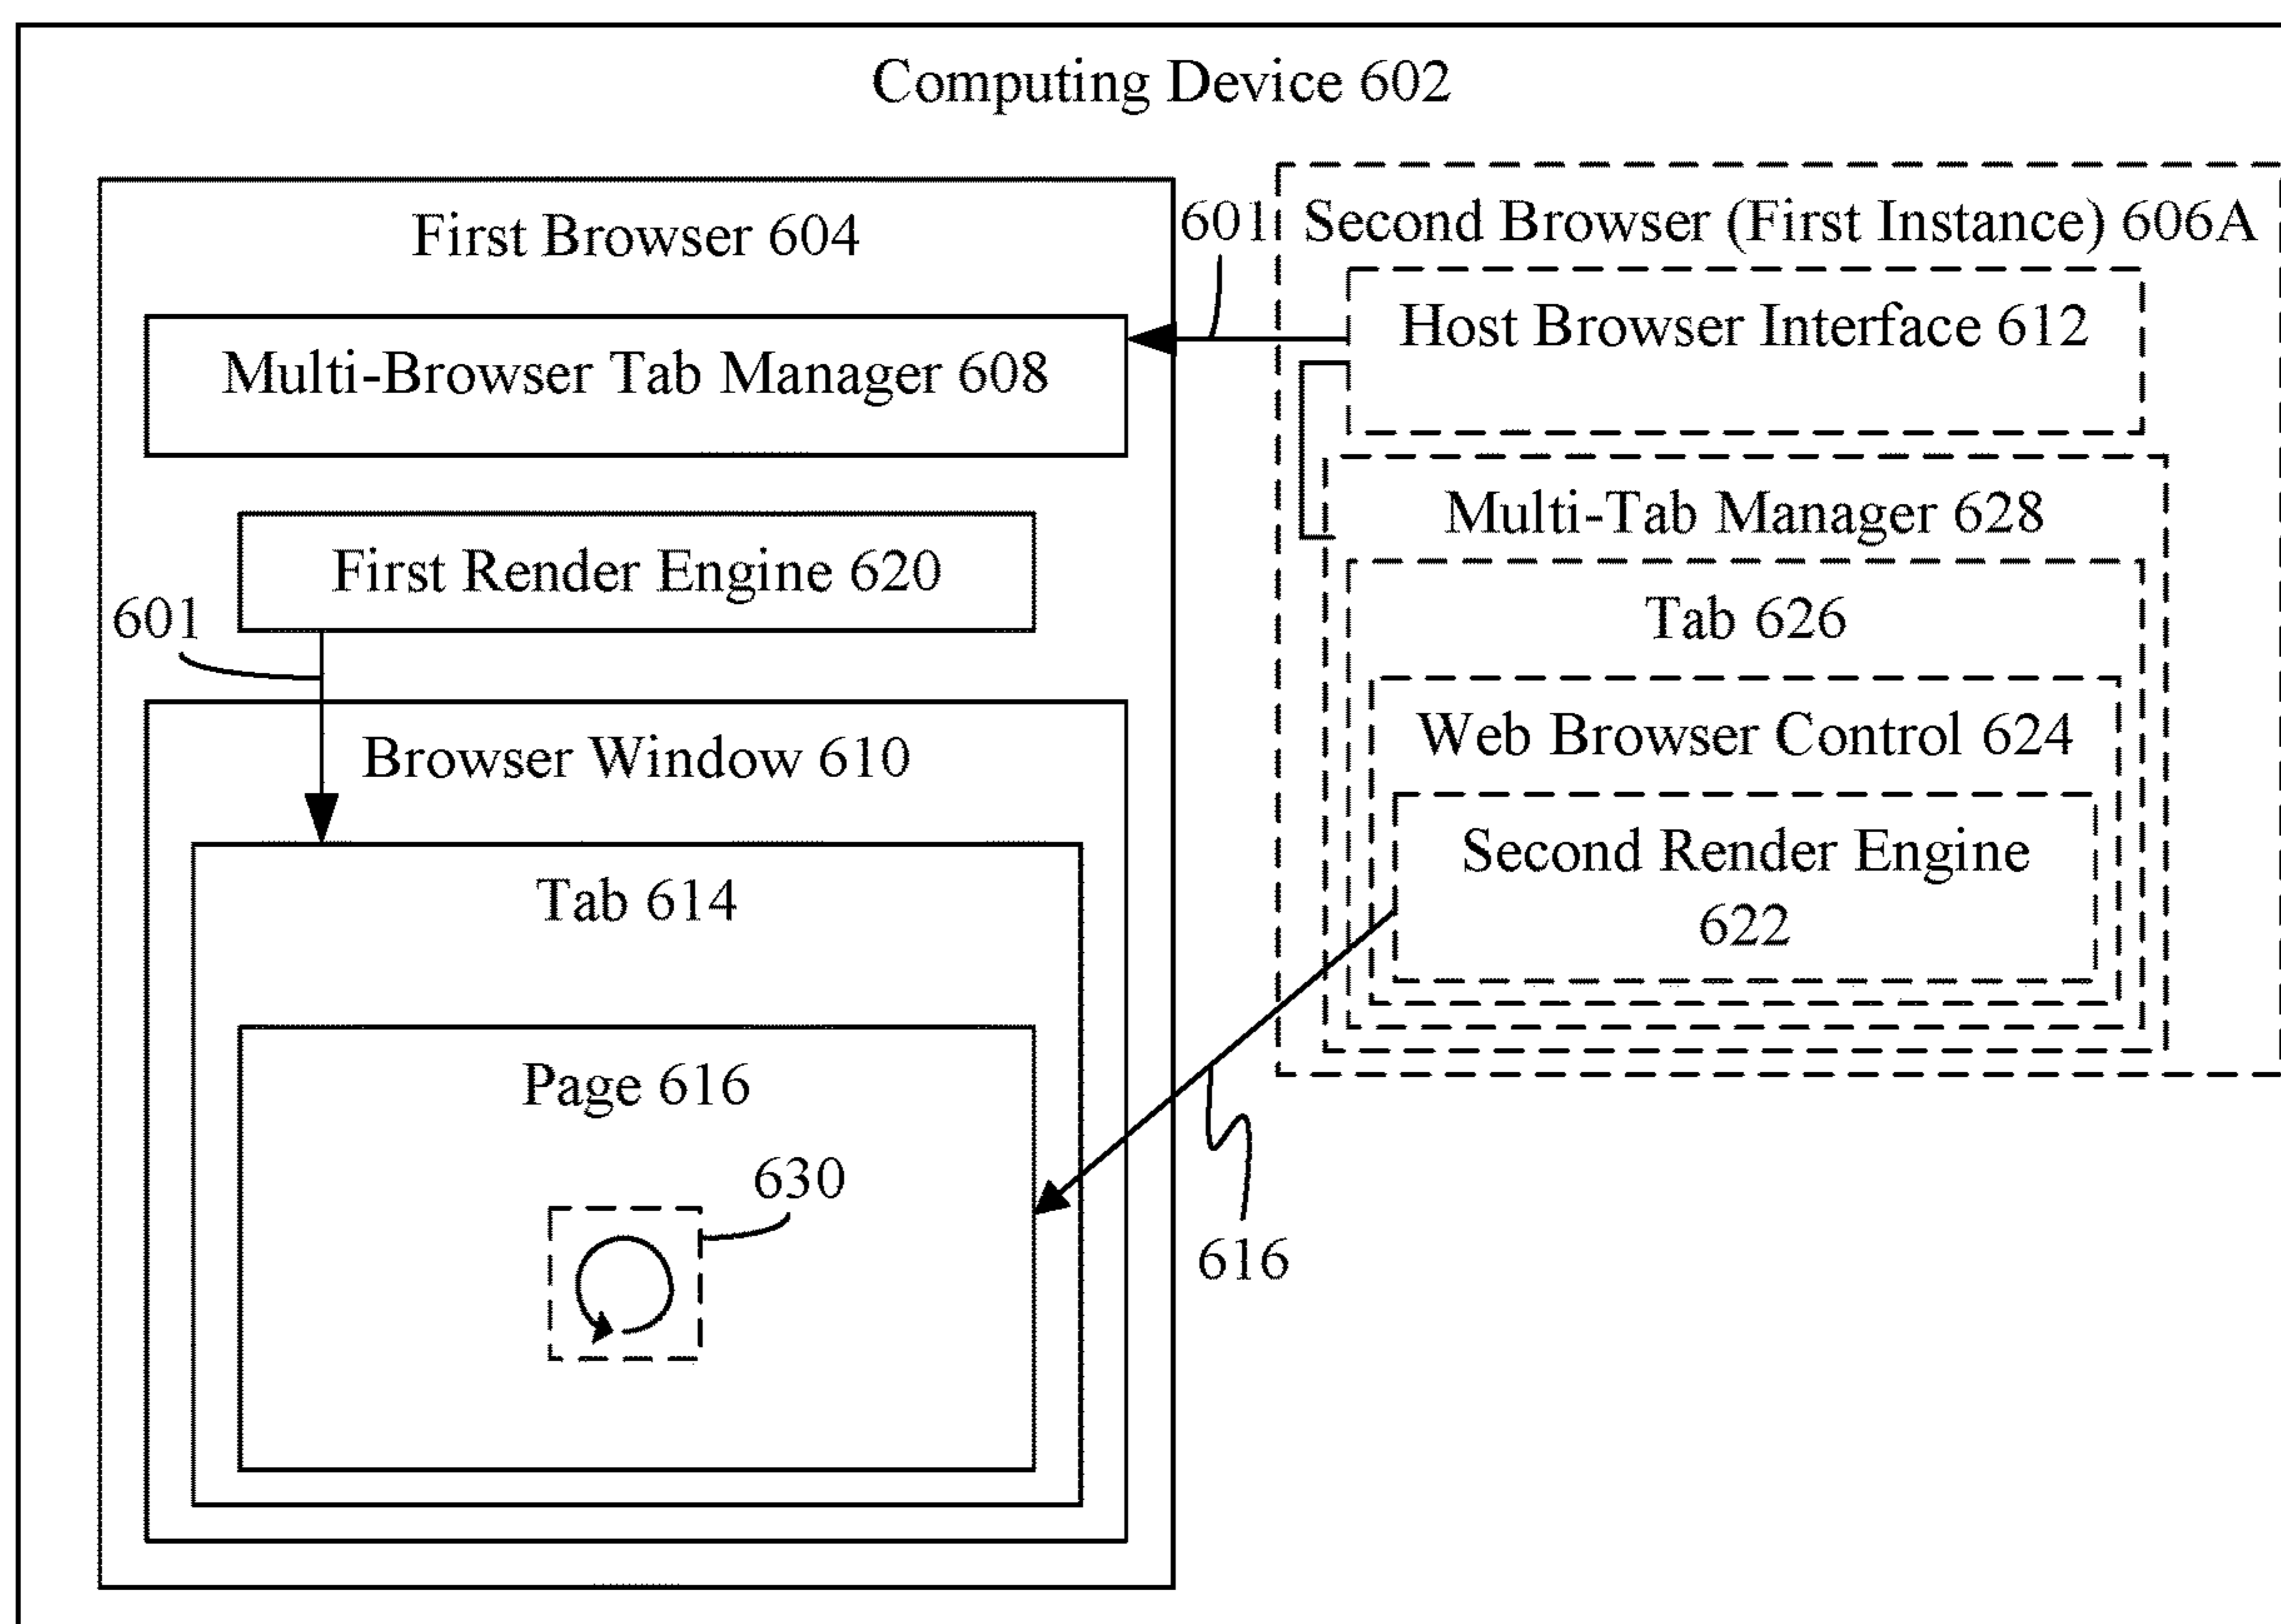 Computing Device 602
First Browser 604
Multi-Browser Tab Manager 608
First Render Engine 620
601
Browser Window 610
Tab 614
Page 616
630
601
Second Browser (First Instance) 606A
Host Browser Interface 612
Multi-Tab Manager 628
Tab 626
Web Browser Control 624
Second Render Engine
622
616